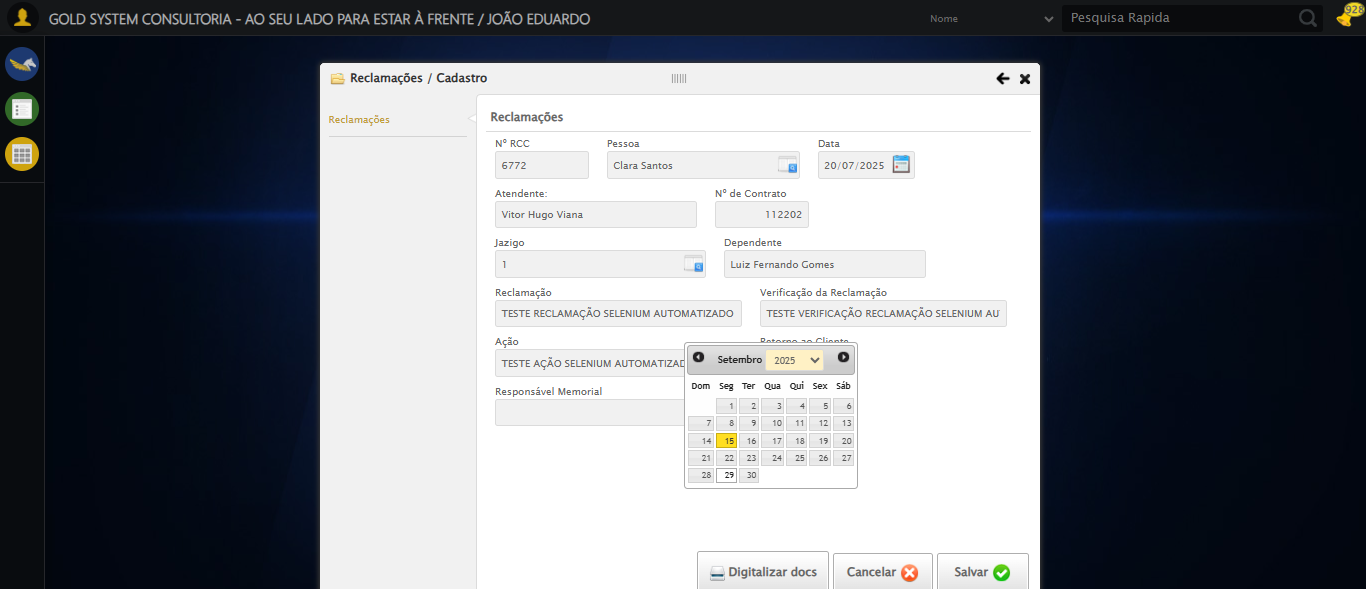 GOLD SYSTEM CONSULTORIA - AO SEU LADO PARA ESTAR À FRENTE / JOÃO EDUARDO
Nome
Pesquisa Rapida
928
Reclamações / Cadastro
Reclamações
Reclamações
Nº RCC
Pessoa
Data
6772
Clara Santos
20/07/2025
Atendente:
Nº de Contrato
Vitor Hugo Viana
112202
Jazigo
Dependente
1
Luiz Fernando Gomes
Reclamação
Verificação da Reclamação
TESTE RECLAMAÇÃO SELENIUM AUTOMATIZADO
TESTE VERIFICAÇÃO RECLAMAÇÃO SELENIUM AU
Ação
Retorno ao Cliente
TESTE AÇÃO SELENIUM AUTOMATIZAD
Responsável Memorial
Setembro 2025
Dom Seg Ter Qua Qui Sex Sáb
1 2 3 4 5 6
7 8 9 10 11 12 13
14 15 16 17 18 19 20
21 22 23 24 25 26 27
28 29 30
Digitalizar docs
Cancelar
Salvar